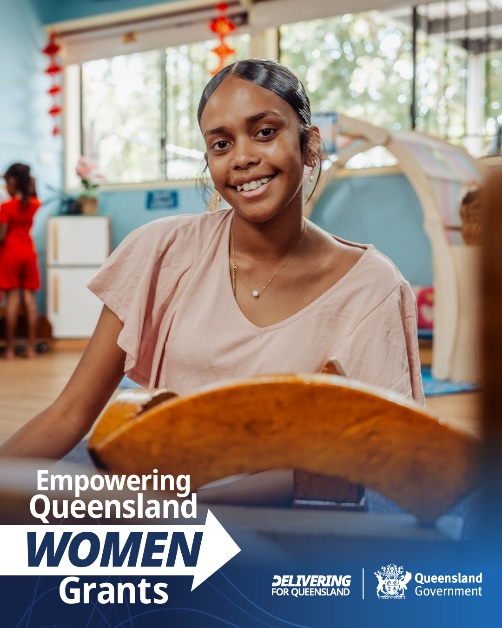 Empowering
Queensland
WOMEN
Grants
DELIVERING
FOR QUEENSLAND
Queensland
Government